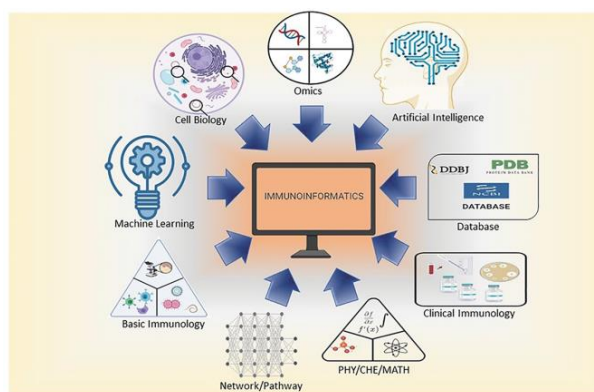 Omics
Cell Biology
Artificial Intelligence
IMMUNOINFORMATICS
Machine Learning
DDBJ
PDB
PROTEIN DATA BANK
NCBI
DATABASE
Database
Basic Immunology
Clinical Immunology
Network/Pathway
∂f
∂x
∫
f'(x)
PHY/CHE/MATH